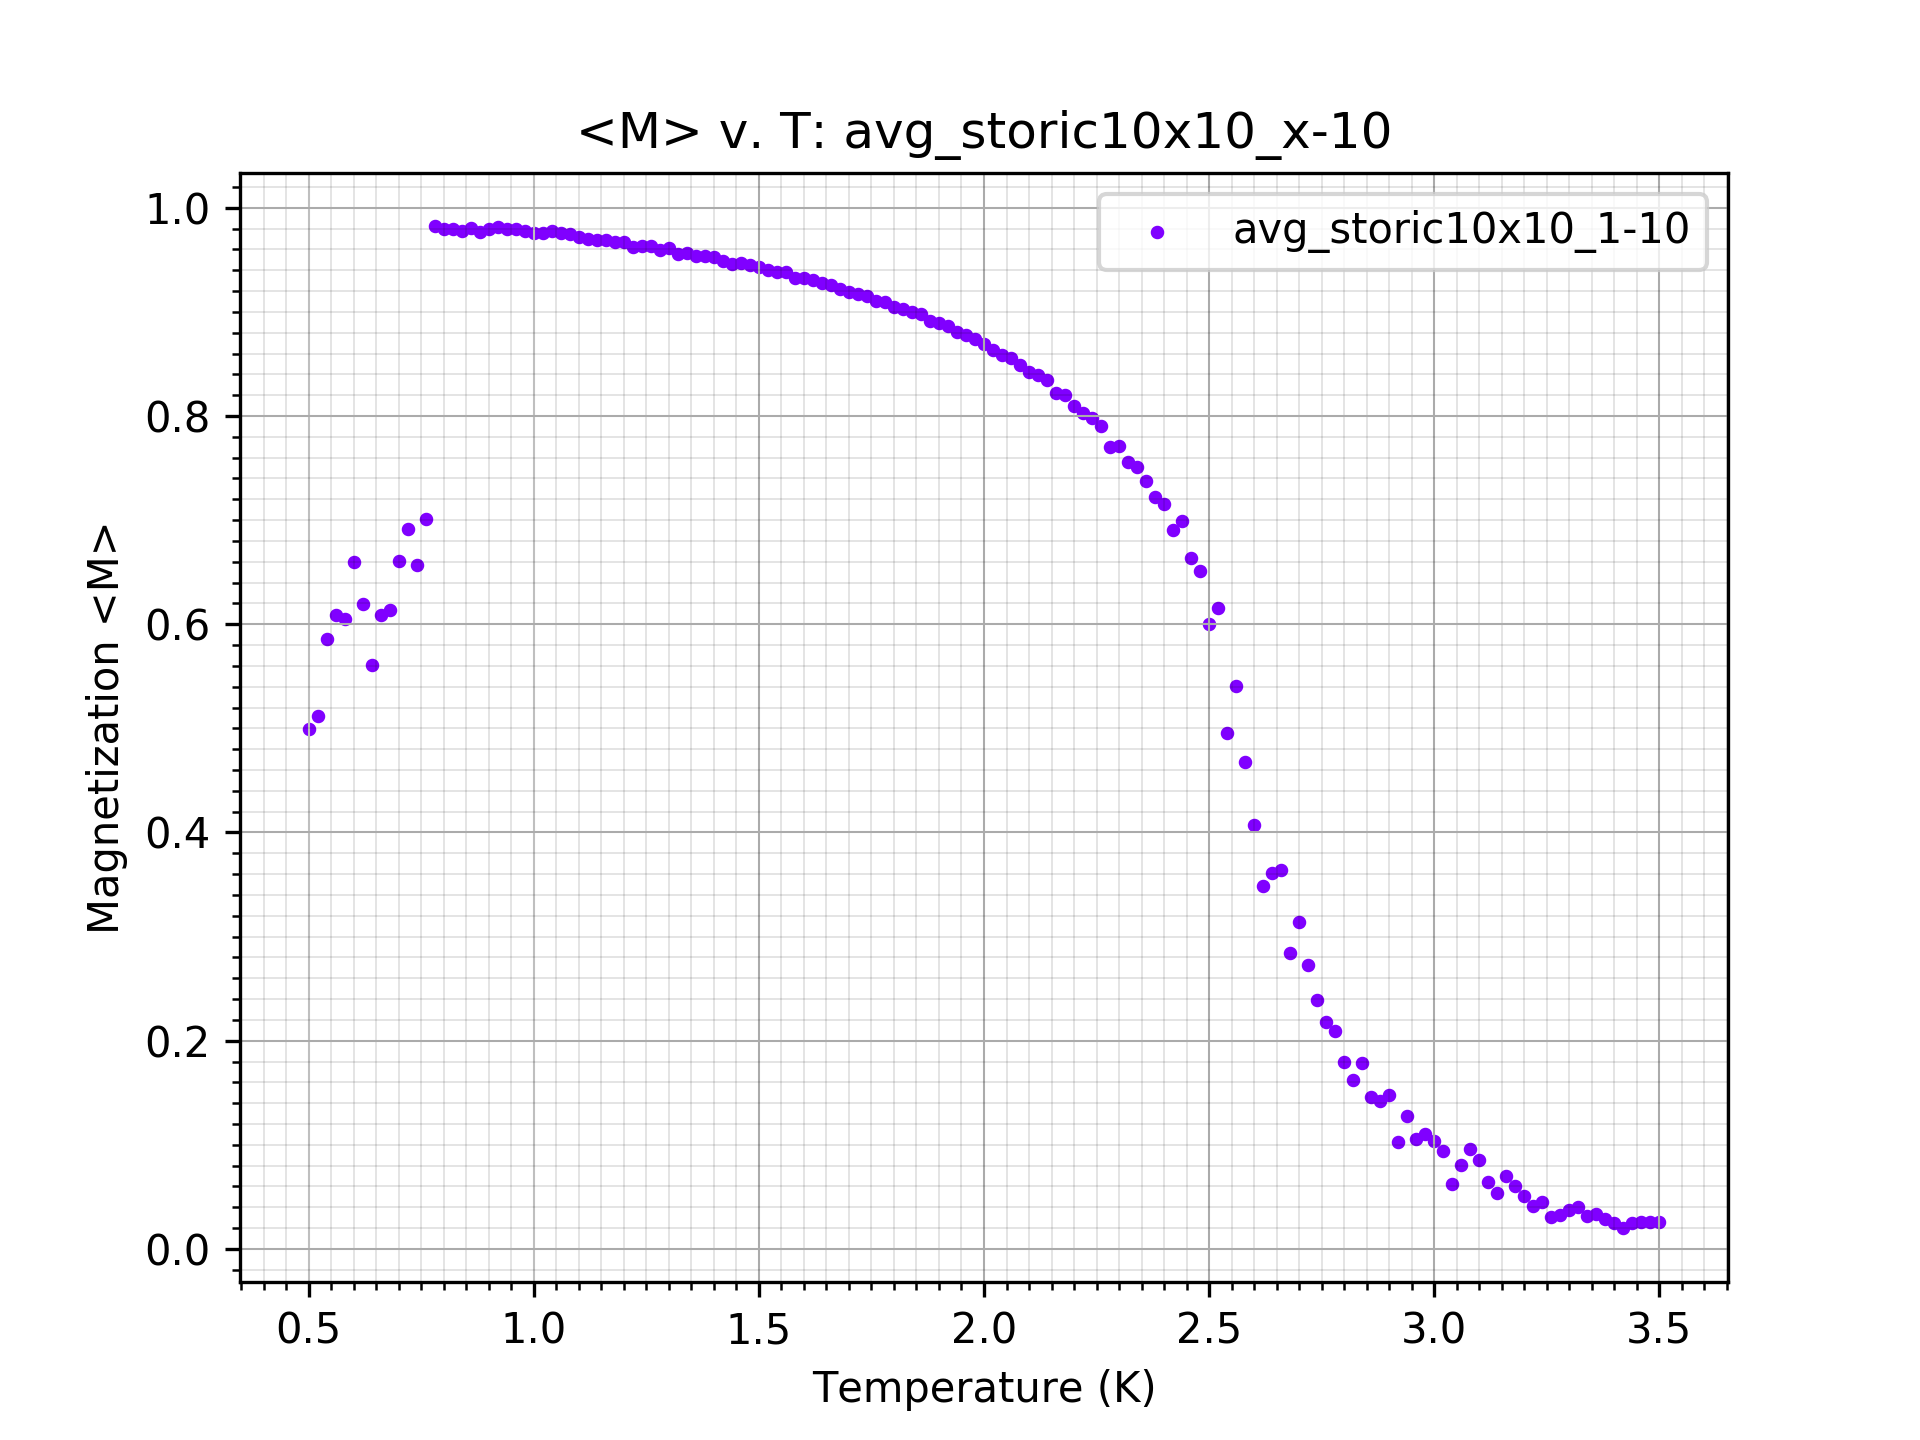 <M> v. T: avg_storic10x10_x-10
avg_storic10x10_1-10
Magnetization <M>
1.0
0.8
0.6
0.4
0.2
0.0
0.5 1.0 1.5 2.0 2.5 3.0 3.5
Temperature (K)